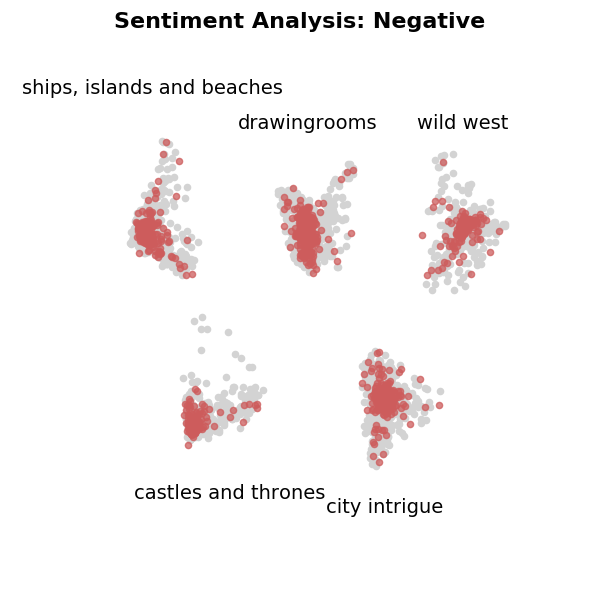 Sentiment Analysis: Negative
ships, islands and beaches
drawingrooms
wild west
castles and thrones
city intrigue